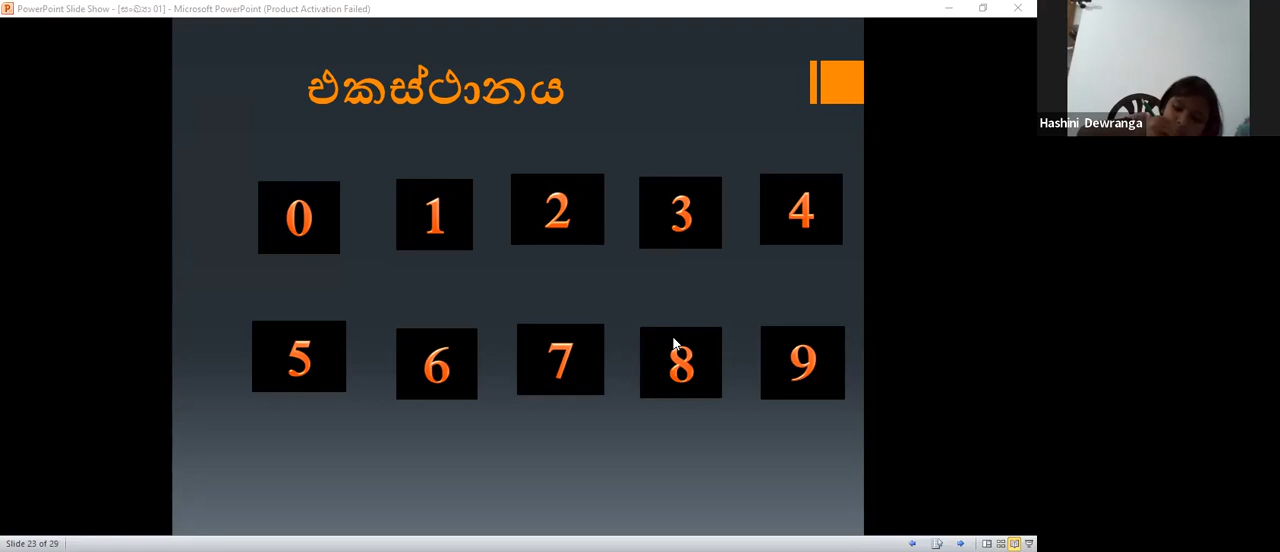 PowerPoint Slide Show - [සංඛ්‍යා 01] - Microsoft PowerPoint (Product Activation Failed)
එකස්ථානය
Hashini Dewranga
0 1 2 3 4
5 6 7 8 9
Slide 23 of 29